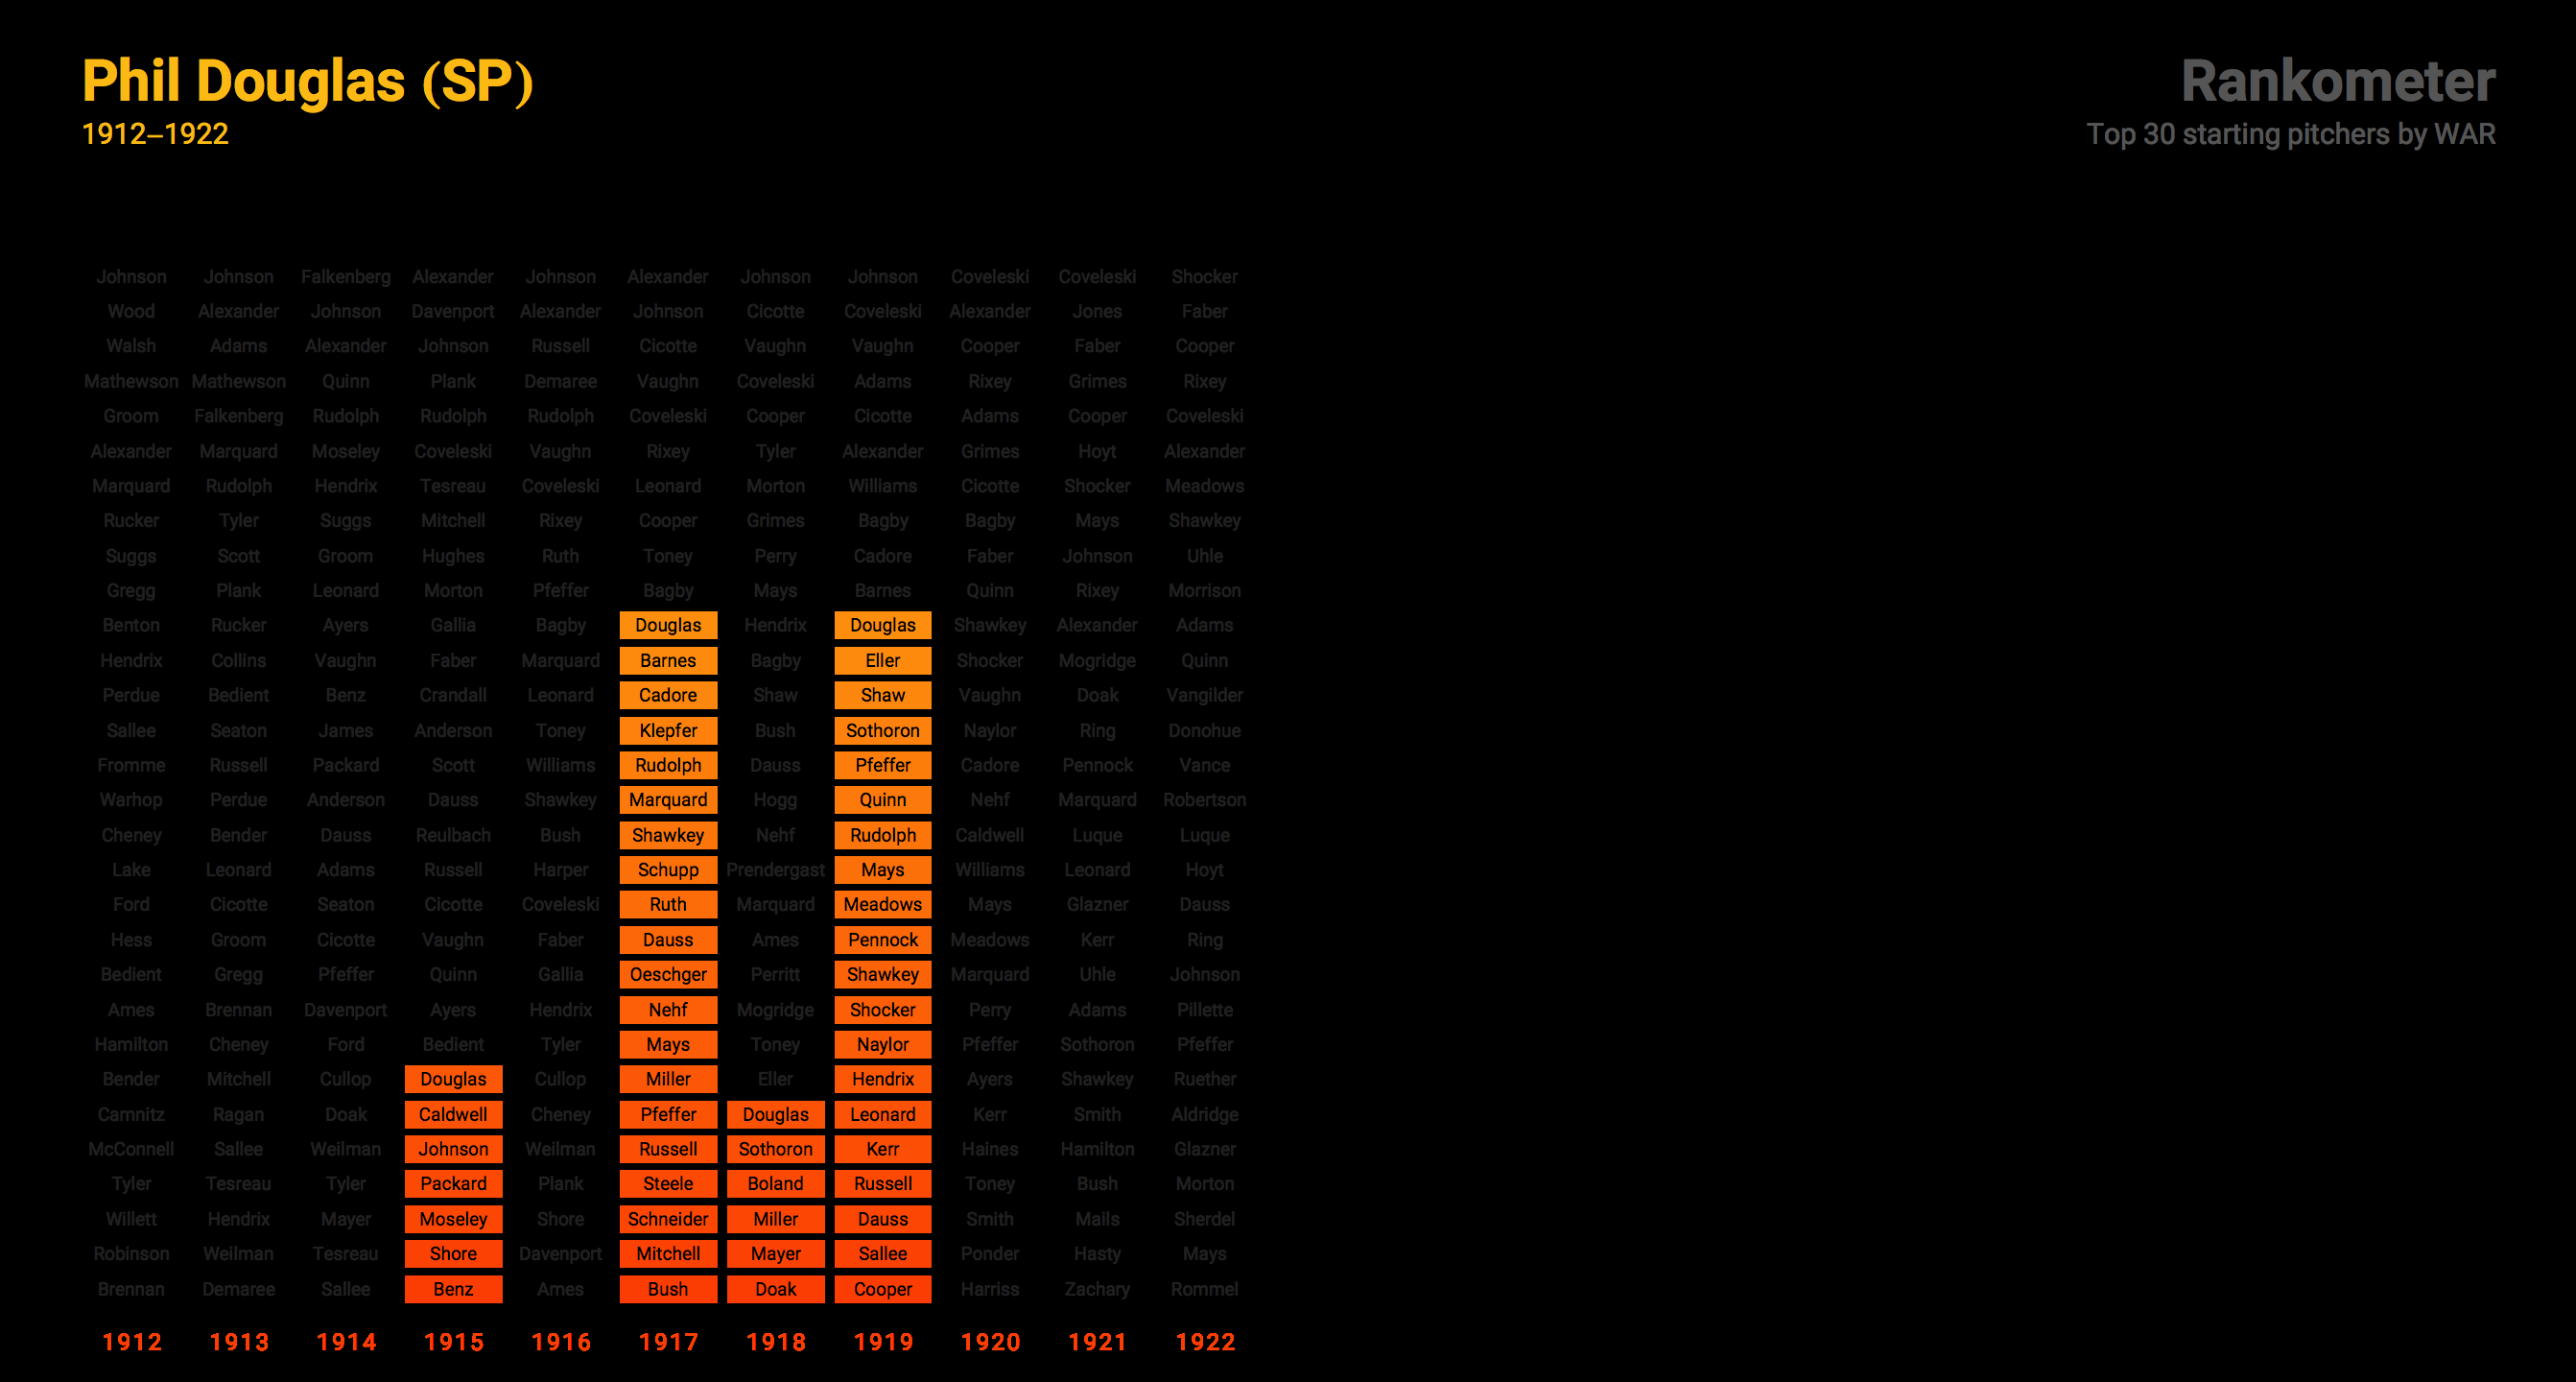 Phil Douglas (SP)
1912–1922
Rankometer
Top 30 starting pitchers by WAR
Johnson Johnson Falkenberg Alexander Johnson Alexander Johnson Johnson Coveleski Coveleski Shocker
Wood Alexander Johnson Davenport Alexander Johnson Cicotte Coveleski Alexander Jones Faber
Walsh Adams Alexander Johnson Russell Cicotte Vaughn Vaughn Cooper Faber Cooper
Mathewson Mathewson Quinn Plank Demaree Vaughn Coveleski Adams Rixey Grimes Rixey
Groom Falkenberg Rudolph Rudolph Rudolph Coveleski Cooper Cicotte Adams Cooper Coveleski
Alexander Marquard Moseley Coveleski Vaughn Rixey Tyler Alexander Grimes Hoyt Alexander
Marquard Rudolph Hendrix Tesreau Coveleski Leonard Morton Williams Cicotte Shocker Meadows
Rucker Tyler Suggs Mitchell Rixey Cooper Grimes Bagby Bagby Mays Shawkey
Suggs Scott Groom Hughes Ruth Toney Perry Cadore Faber Johnson Uhle
Gregg Plank Leonard Morton Pfeffer Bagby Mays Barnes Quinn Rixey Morrison
Benton Rucker Ayers Gallia Bagby Douglas Hendrix Douglas Shawkey Alexander Adams
Hendrix Collins Vaughn Faber Marquard Barnes Bagby Eller Shocker Mogridge Quinn
Perdue Bedient Benz Crandall Leonard Cadore Shaw Shaw Vaughn Doak Vangilder
Sallee Seaton James Anderson Toney Klepfer Bush Sothoron Naylor Ring Donohue
Fromme Russell Packard Scott Williams Rudolph Dauss Pfeffer Cadore Pennock Vance
Warhop Perdue Anderson Dauss Shawkey Marquard Hogg Quinn Nehf Marquard Robertson
Cheney Bender Dauss Reulbach Bush Shawkey Nehf Rudolph Caldwell Luque Luque
Lake Leonard Adams Russell Harper Schupp Prendergast Mays Williams Leonard Hoyt
Ford Cicotte Seaton Cicotte Coveleski Ruth Marquard Meadows Mays Glazner Dauss
Hess Groom Cicotte Vaughn Faber Dauss Ames Pennock Meadows Kerr Ring
Bedient Gregg Pfeffer Quinn Gallia Oeschger Perritt Shawkey Marquard Uhle Johnson
Ames Brennan Davenport Ayers Hendrix Nehf Mogridge Shocker Perry Adams Pillette
Hamilton Cheney Ford Bedient Tyler Mays Toney Naylor Pfeffer Sothoron Pfeffer
Bender Mitchell Cullop Douglas Cullop Miller Eller Hendrix Ayers Shawkey Ruether
Camnitz Ragan Doak Caldwell Cheney Pfeffer Douglas Leonard Kerr Smith Aldridge
McConnell Sallee Weilman Johnson Weilman Russell Sothoron Kerr Haines Hamilton Glazner
Tyler Tesreau Tyler Packard Plank Steele Boland Russell Toney Bush Morton
Willett Hendrix Mayer Moseley Shore Schneider Miller Dauss Smith Mails Sherdel
Robinson Weilman Tesreau Shore Davenport Mitchell Mayer Sallee Ponder Hasty Mays
Brennan Demaree Sallee Benz Ames Bush Doak Cooper Harriss Zachary Rommel
1912 1913 1914 1915 1916 1917 1918 1919 1920 1921 1922